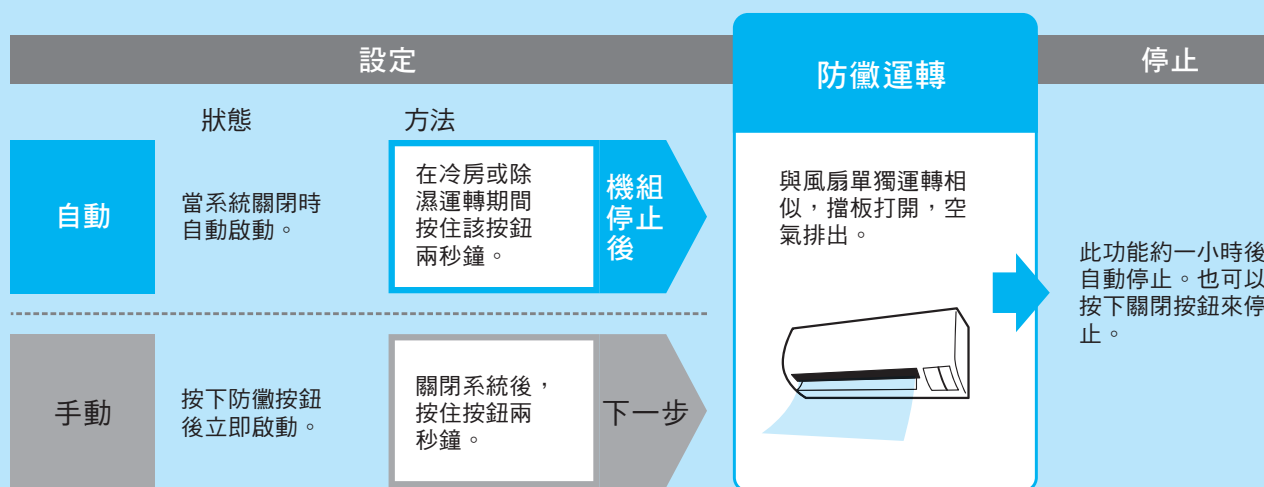 設定
防黴運轉
停止
狀態
方法
自動
當系統關閉時
自動啟動。
在冷房或除
濕運轉期間
按住該按鈕
兩秒鐘。
機組
停止
後
手動
按下防黴按鈕
後立即啟動。
關閉系統後，
按住按鈕兩
秒鐘。
下一步
與風扇單獨運轉相
似，擋板打開，空
氣排出。
此功能約一小時後
自動停止。也可以
按下關閉按鈕來停
止。